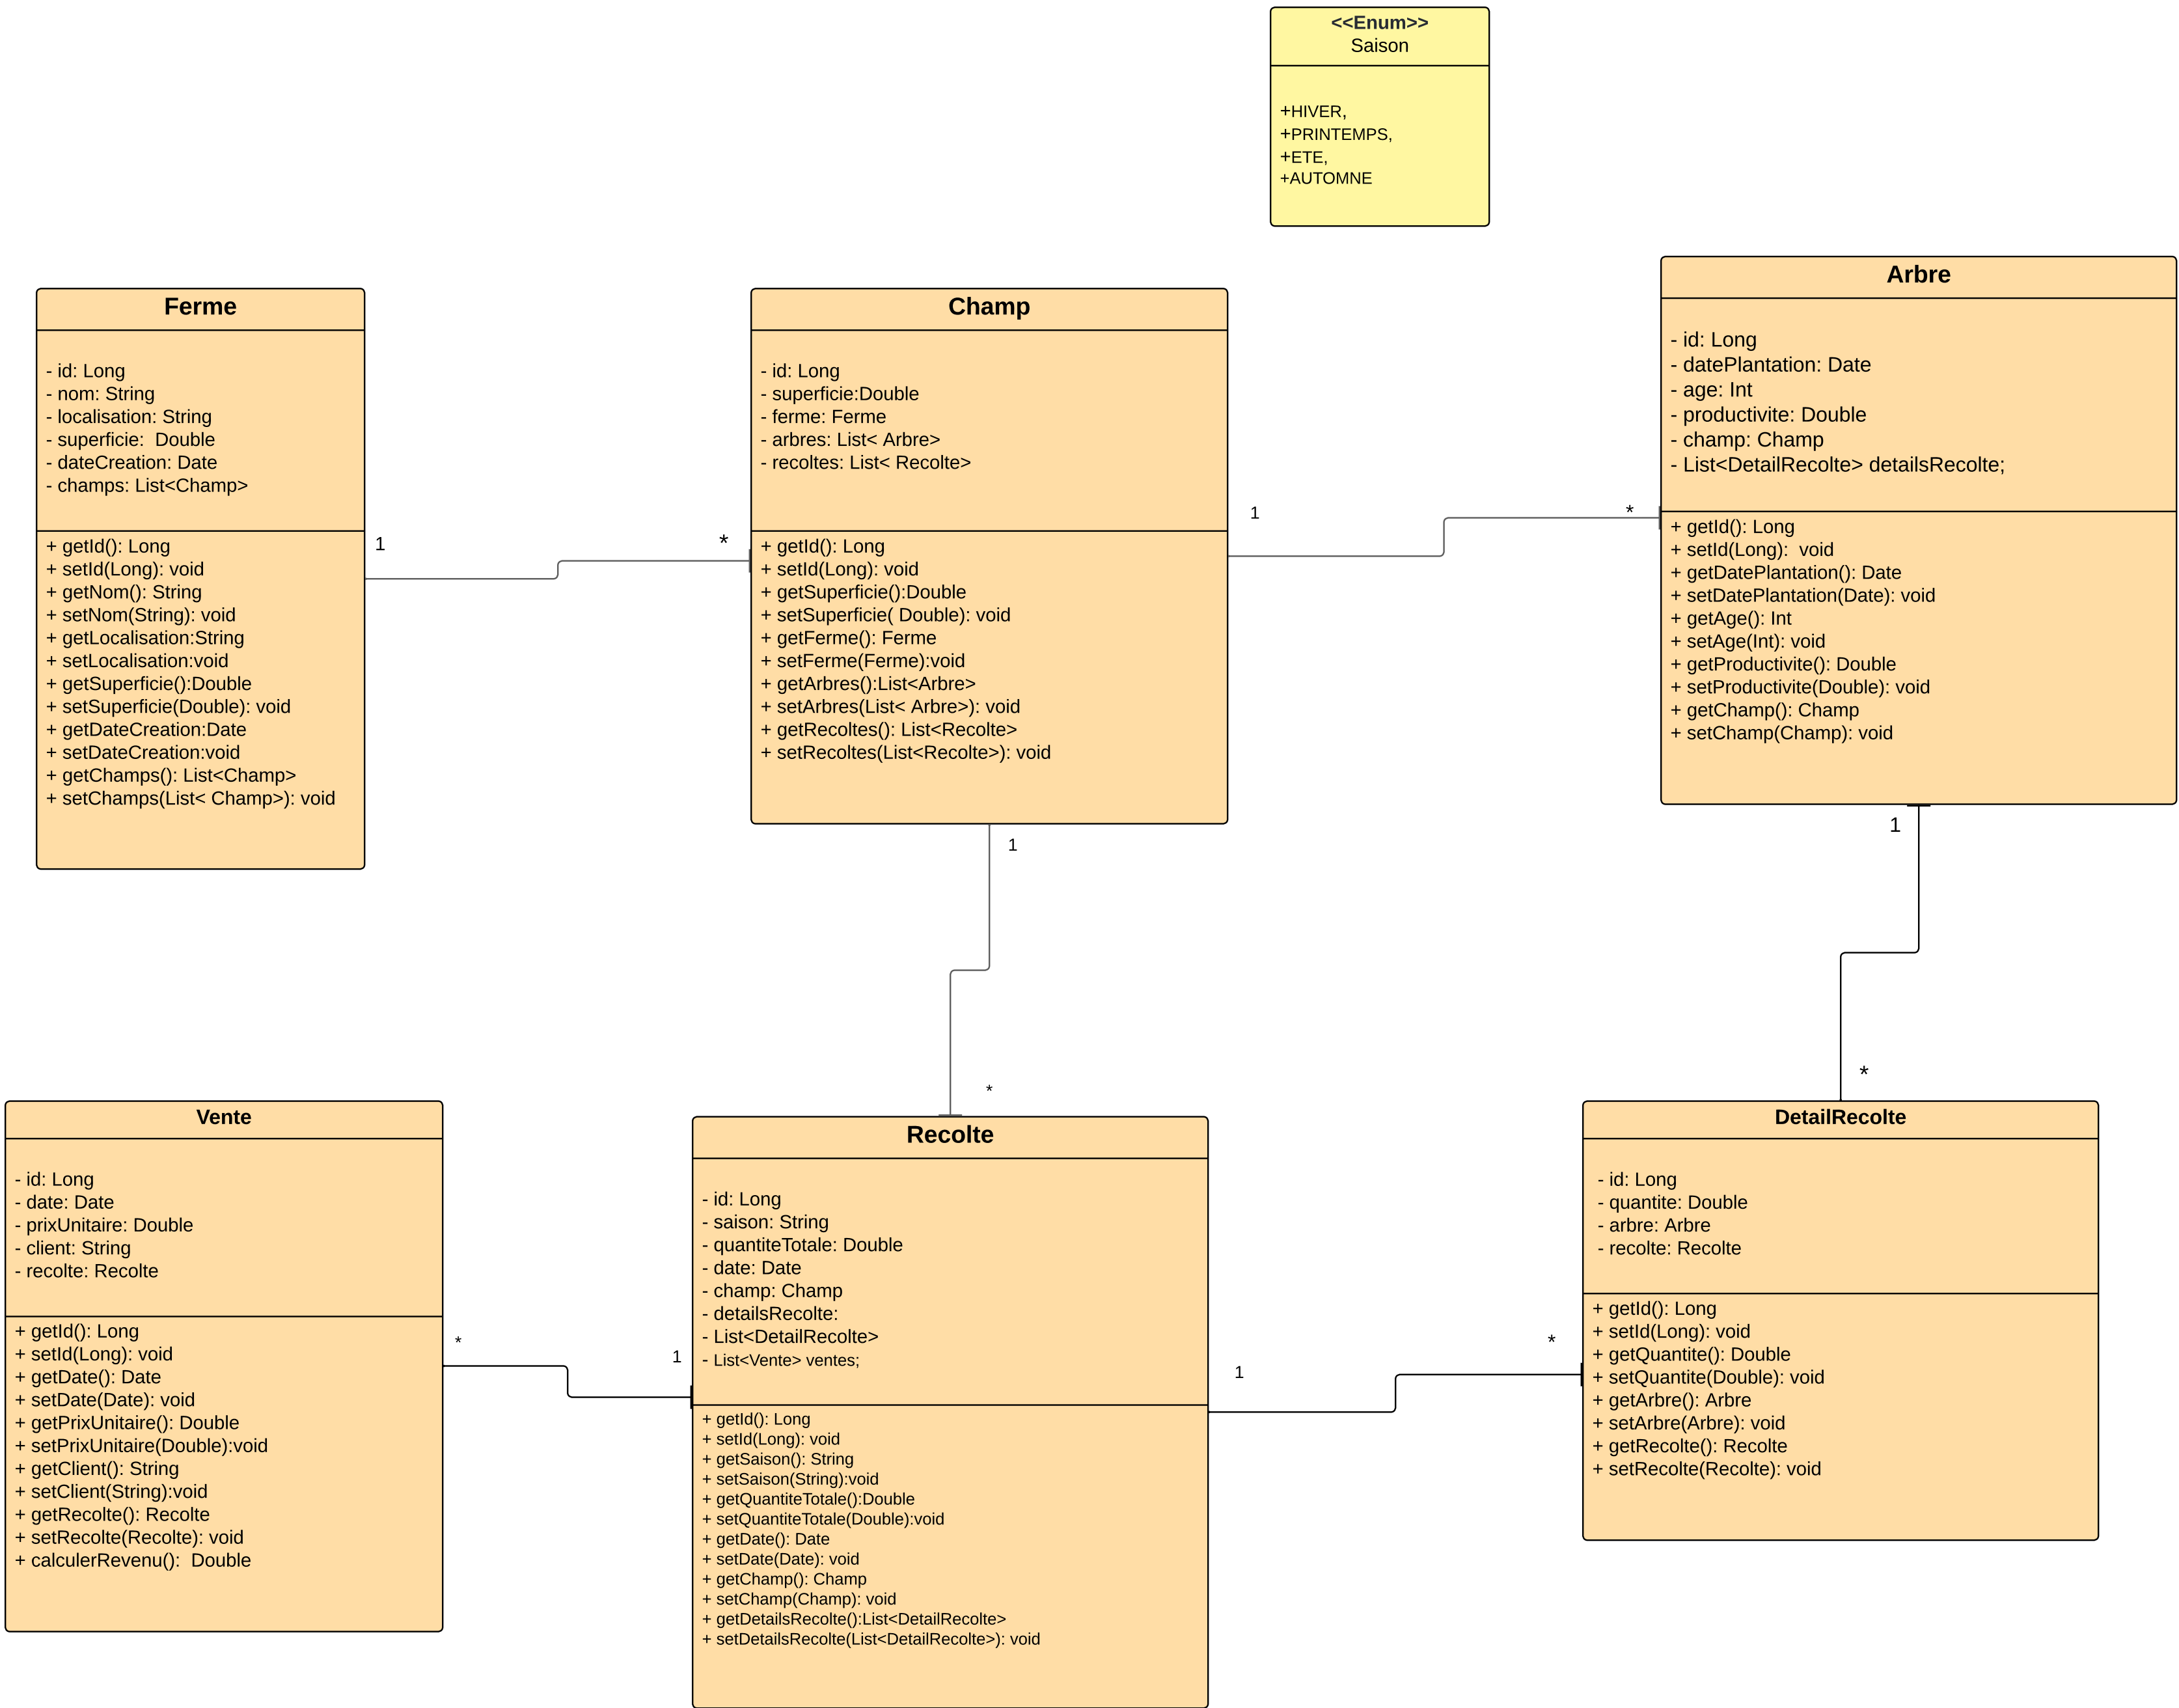 <<Enum>>
Saison
+HIVER,
+PRINTEMPS,
+ETE,
+AUTOMNE
Ferme
- id: Long
- nom: String
- localisation: String
- superficie:  Double
- dateCreation: Date
- champs: List<Champ>
+ getId(): Long
+ setId(Long): void
+ getNom(): String
+ setNom(String): void
+ getLocalisation:String
+ setLocalisation:void
+ getSuperficie():Double
+ setSuperficie(Double): void
+ getDateCreation:Date
+ setDateCreation:void
+ getChamps(): List<Champ>
+ setChamps(List< Champ>): void
1
*
Champ
- id: Long
- superficie:Double
- ferme: Ferme
- arbres: List< Arbre>
- recoltes: List< Recolte>
+ getId(): Long
+ setId(Long): void
+ getSuperficie():Double
+ setSuperficie( Double): void
+ getFerme(): Ferme
+ setFerme(Ferme):void
+ getArbres():List<Arbre>
+ setArbres(List< Arbre>): void
+ getRecoltes(): List<Recolte>
+ setRecoltes(List<Recolte>): void
1
*
Arbre
- id: Long
- datePlantation: Date
- age: Int
- productivite: Double
- champ: Champ
- List<DetailRecolte> detailsRecolte;
+ getId(): Long
+ setId(Long):  void
+ getDatePlantation(): Date
+ setDatePlantation(Date): void
+ getAge(): Int
+ setAge(Int): void
+ getProductivite(): Double
+ setProductivite(Double): void
+ getChamp(): Champ
+ setChamp(Champ): void
1
*
1
*
Vente
- id: Long
- date: Date
- prixUnitaire: Double
- client: String
- recolte: Recolte
+ getId(): Long
+ setId(Long): void
+ getDate(): Date
+ setDate(Date): void
+ getPrixUnitaire(): Double
+ setPrixUnitaire(Double):void
+ getClient(): String
+ setClient(String):void
+ getRecolte(): Recolte
+ setRecolte(Recolte): void
+ calculerRevenu():  Double
*
1
Recolte
- id: Long
- saison: String
- quantiteTotale: Double
- date: Date
- champ: Champ
- detailsRecolte:
- List<DetailRecolte>
- List<Vente> ventes;
+ getId(): Long
+ setId(Long): void
+ getSaison(): String
+ setSaison(String):void
+ getQuantiteTotale():Double
+ setQuantiteTotale(Double):void
+ getDate(): Date
+ setDate(Date): void
+ getChamp(): Champ
+ setChamp(Champ): void
+ getDetailsRecolte():List<DetailRecolte>
+ setDetailsRecolte(List<DetailRecolte>): void
1
*
DetailRecolte
- id: Long
- quantite: Double
- arbre: Arbre
- recolte: Recolte
+ getId(): Long
+ setId(Long): void
+ getQuantite(): Double
+ setQuantite(Double): void
+ getArbre(): Arbre
+ setArbre(Arbre): void
+ getRecolte(): Recolte
+ setRecolte(Recolte): void